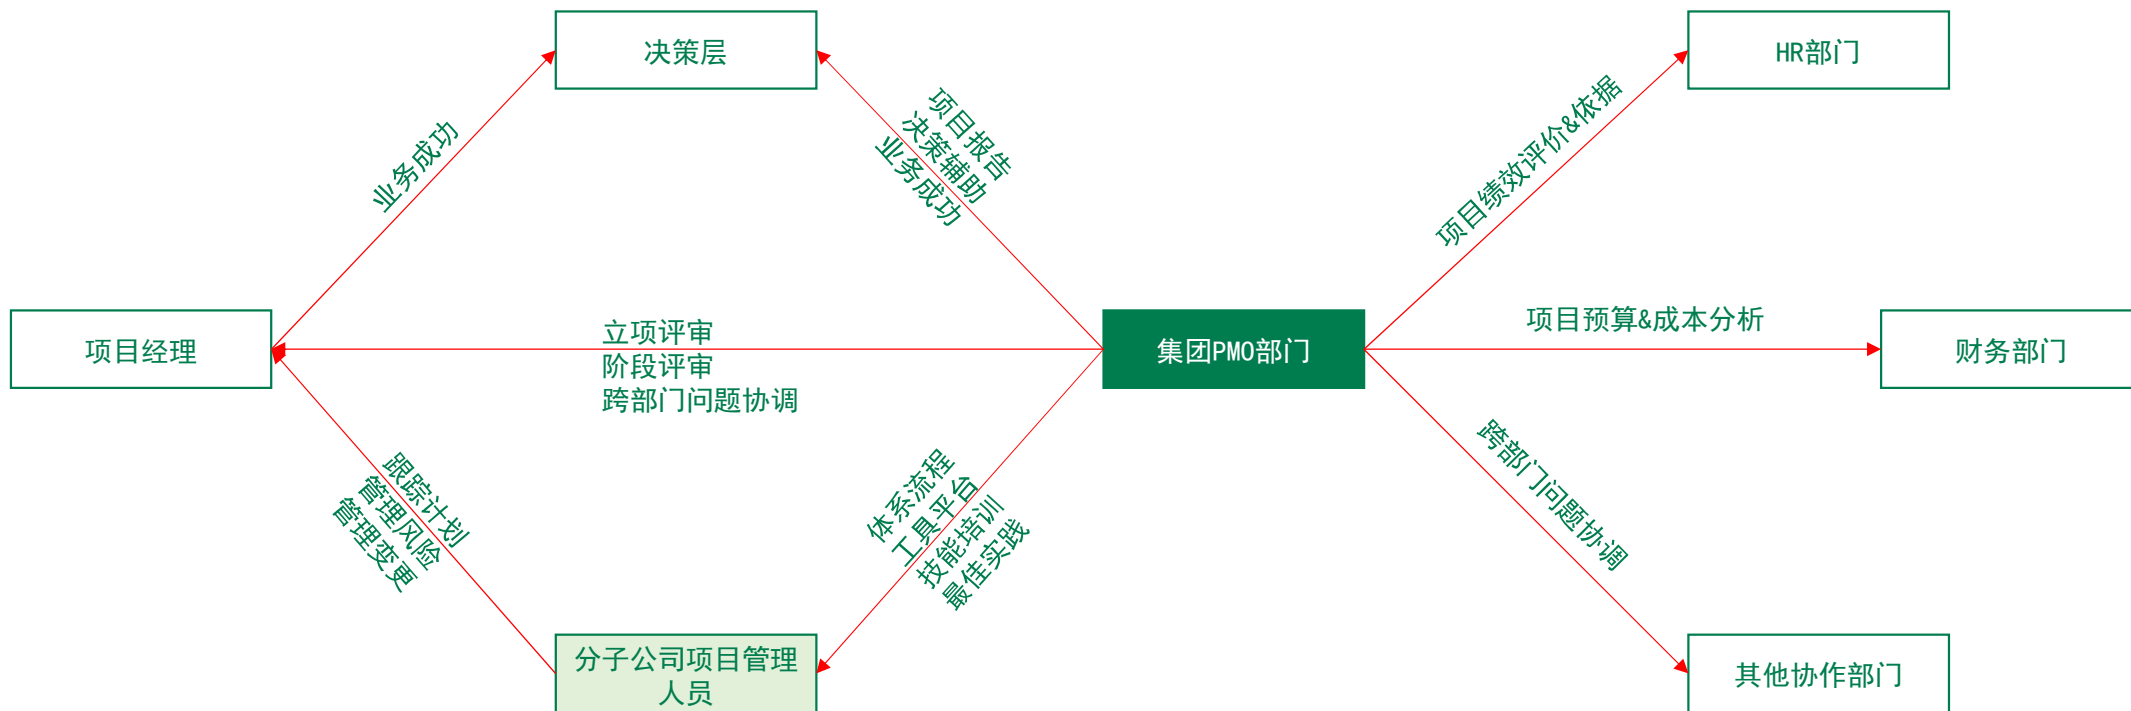 决策层
HR部门
业务成功
项目报告
决策辅助
业务成功
项目绩效评价&依据
项目经理
立项评审
阶段评审
跨部门问题协调
集团PMO部门
项目预算&成本分析
财务部门
跟踪计划
管理风险
管理变更
体系流程
工具平台
技能培训
最佳实践
跨部门问题协调
分子公司项目管理
人员
其他协作部门